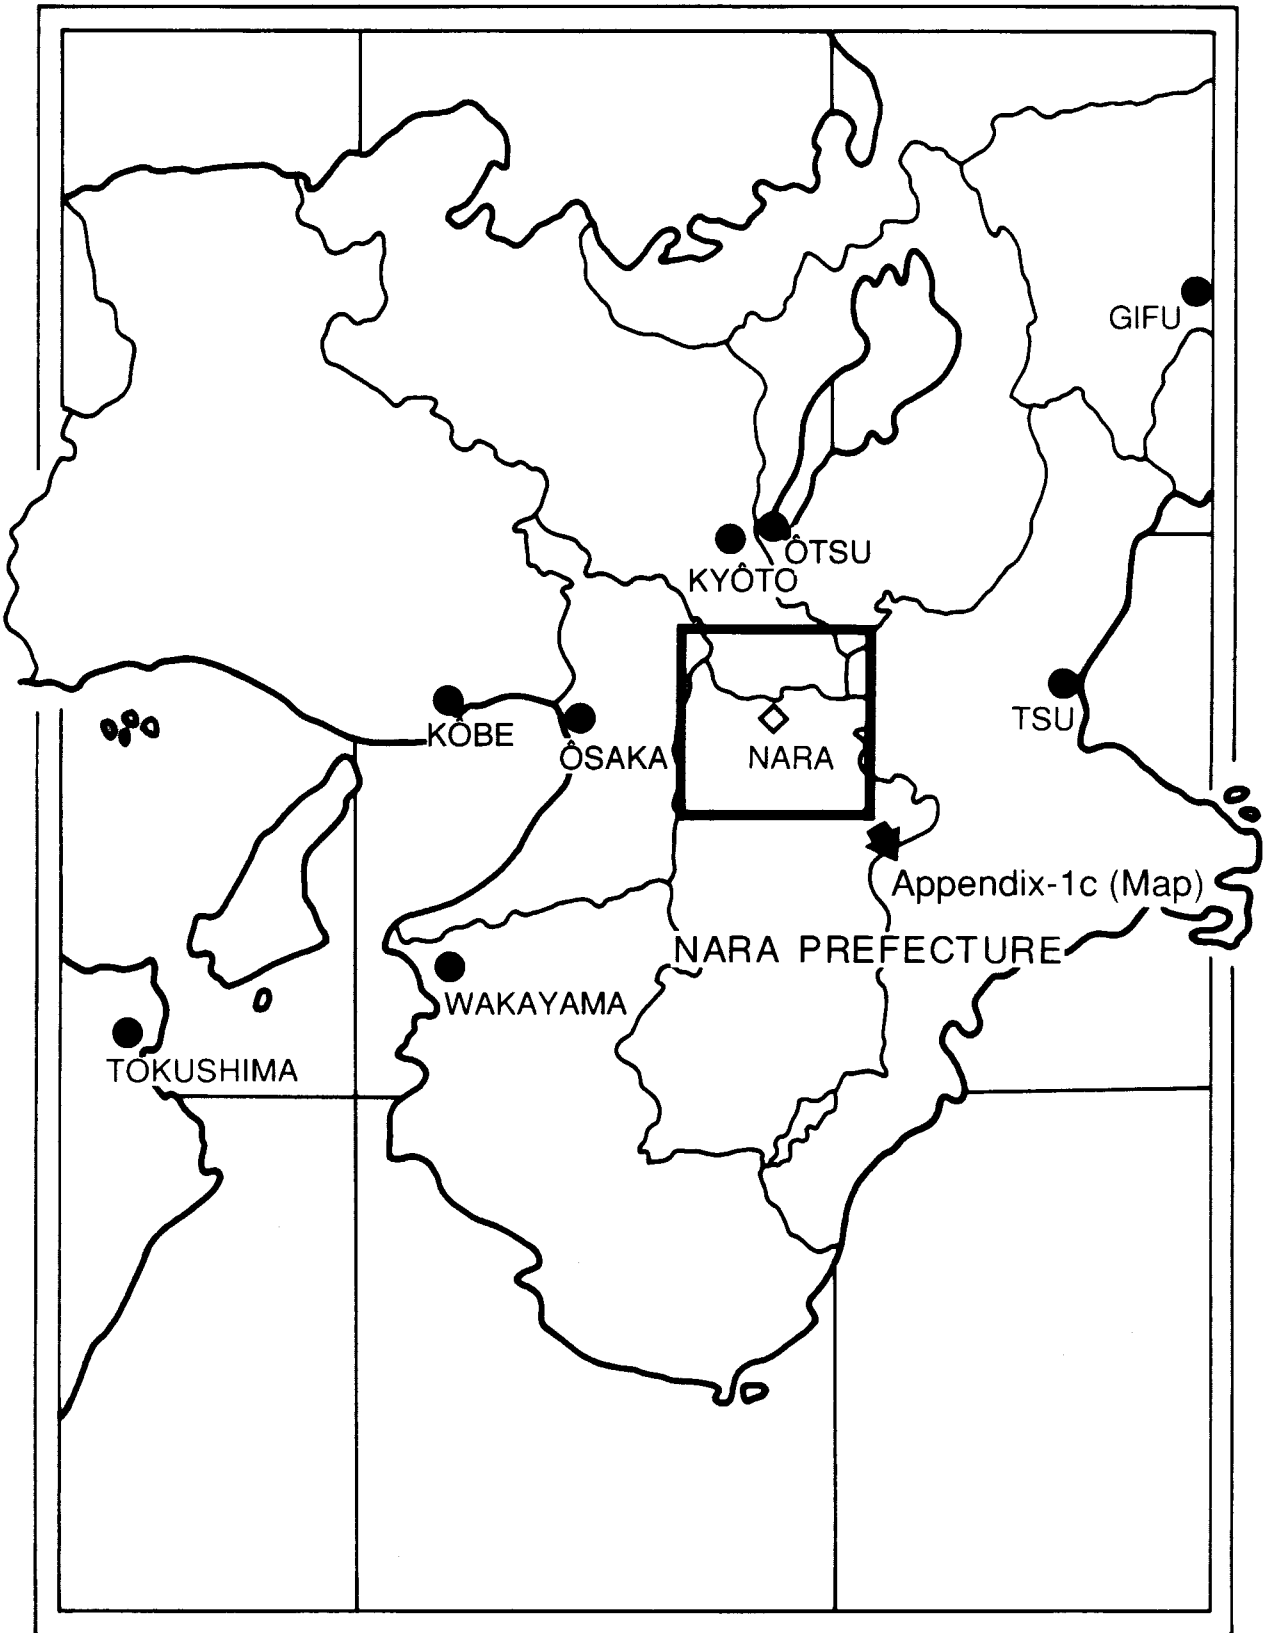 GIFU
ÔTSU
KYÔTO
TSU
KÔBE
ÔSAKA
NARA
Appendix-1c (Map)
NARA PREFECTURE
WAKAYAMA
TOKUSHIMA